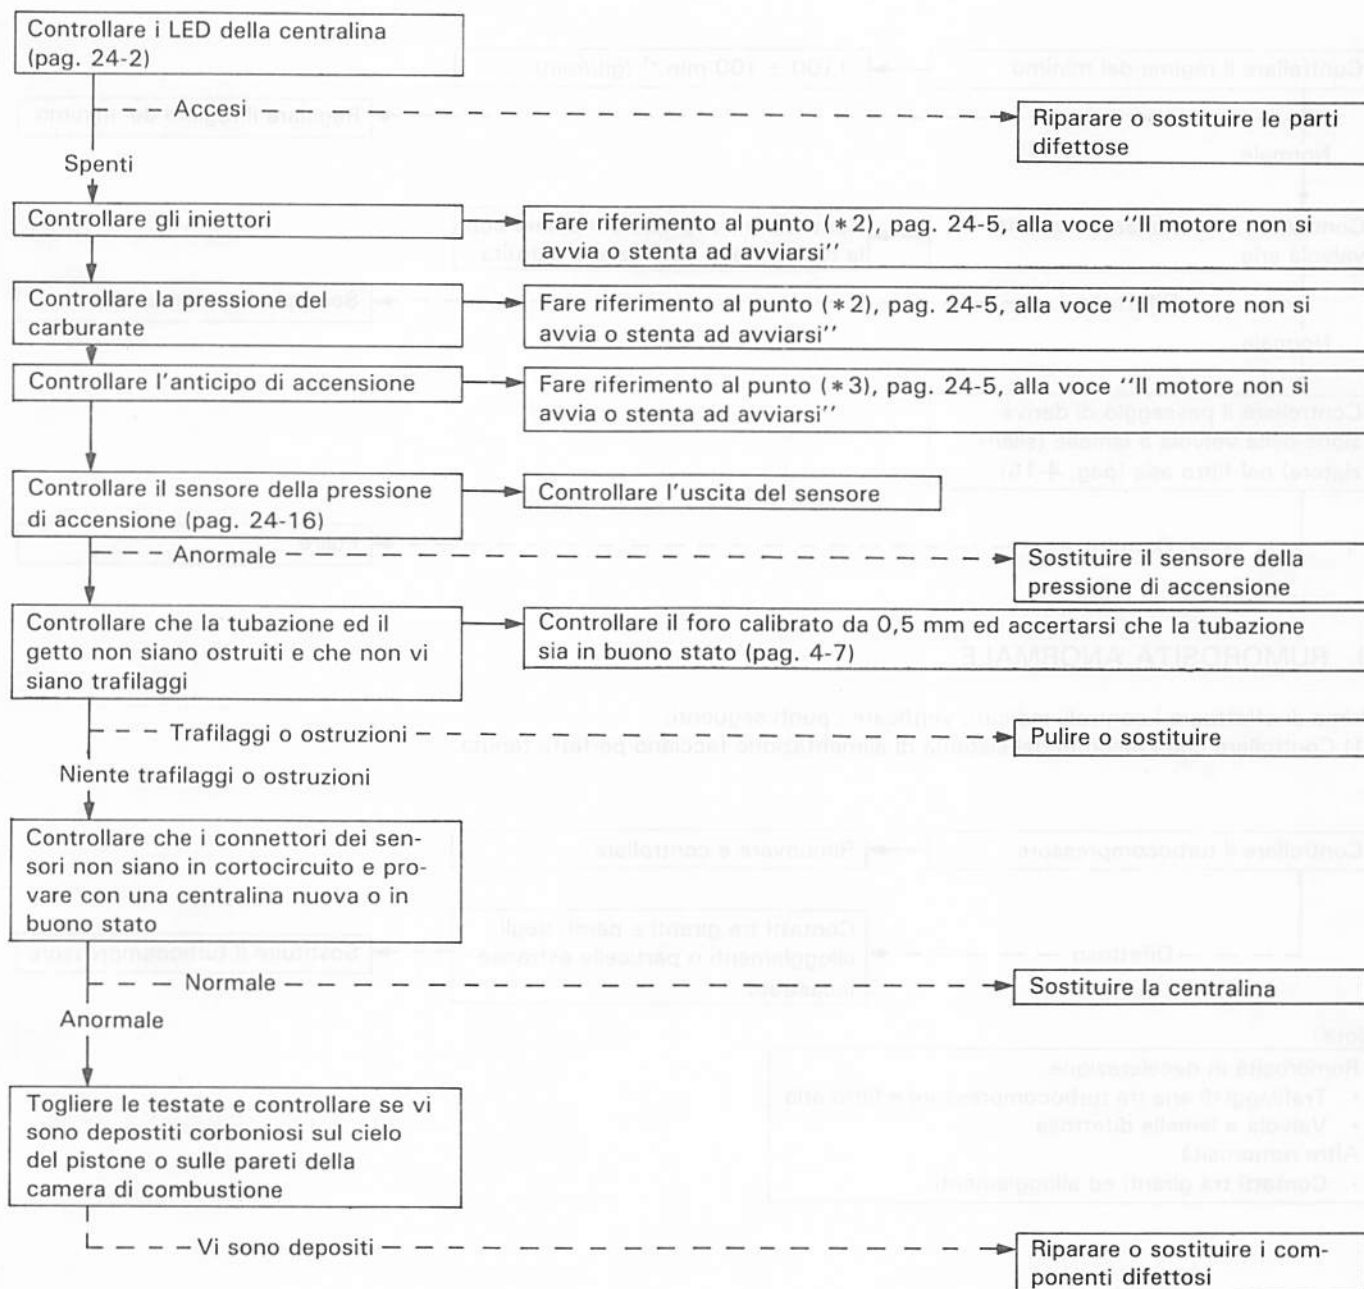 Controllare i LED della centralina
(pag. 24-2)
Accesi
Riparare o sostituire le parti
difettose
Spenti
Controllare gli iniettori
Fare riferimento al punto (∗2), pag. 24-5, alla voce ‘‘Il motore non si
avvia o stenta ad avviarsi’’
Controllare la pressione del
carburante
Fare riferimento al punto (∗2), pag. 24-5, alla voce ‘‘Il motore non si
avvia o stenta ad avviarsi’’
Controllare l’anticipo di accensione
Fare riferimento al punto (∗3), pag. 24-5, alla voce ‘‘Il motore non si
avvia o stenta ad avviarsi’’
Controllare il sensore della pressione
di accensione (pag. 24-16)
Controllare l’uscita del sensore
Anormale
Sostituire il sensore della
pressione di accensione
Controllare che la tubazione ed il
getto non siano ostruiti e che non vi
siano trafilaggi
Controllare il foro calibrato da 0,5 mm ed accertarsi che la tubazione
sia in buono stato (pag. 4-7)
Trafilaggi o ostruzioni
Pulire o sostituire
Niente trafilaggi o ostruzioni
Controllare che i connettori dei sen-
sori non siano in cortocircuito e pro-
vare con una centralina nuova o in
buono stato
Normale
Sostituire la centralina
Anormale
Togliere le testate e controllare se vi
sono depostiti corboniosi sul cielo
del pistone o sulle pareti della
camera di combustione
Vi sono depositi
Riparare o sostituire i com-
ponenti difettosi